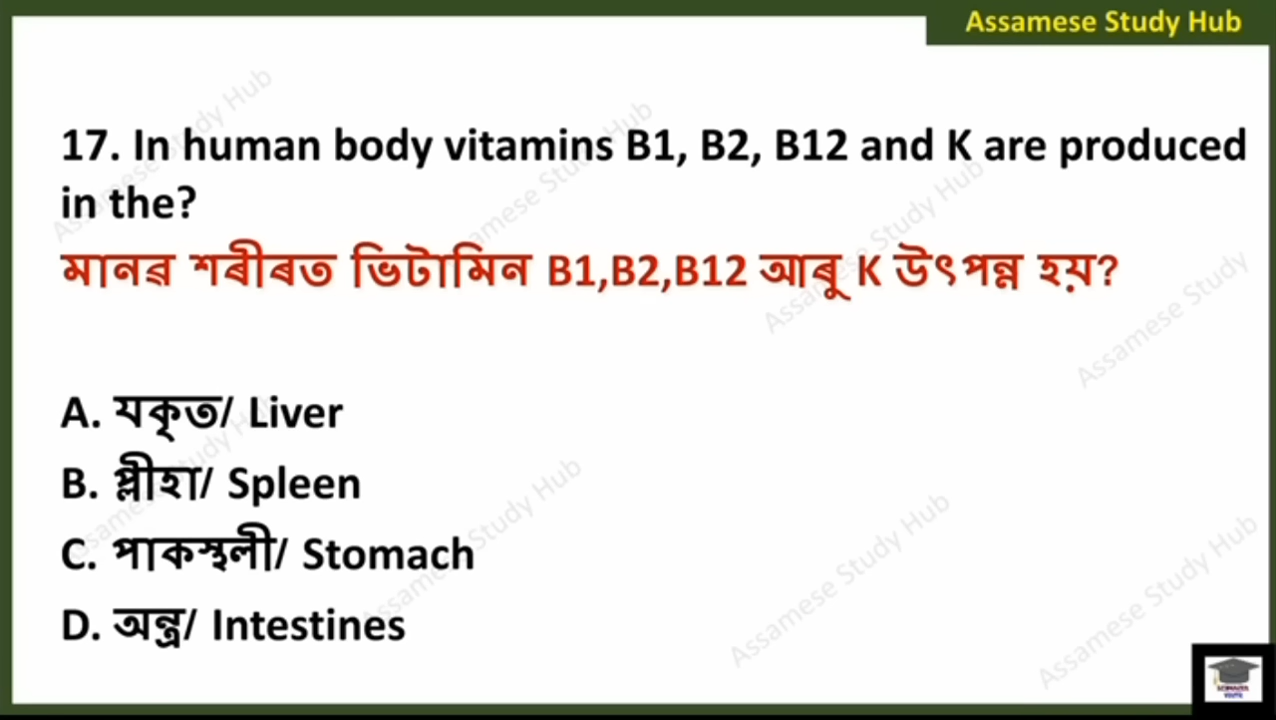 Assamese Study Hub
17. In human body vitamins B1, B2, B12 and K are produced
in the?
মানৱ শৰীৰত ভিটামিন B1,B2,B12 আৰু K উৎপন্ন হয়?
A. যকৃত/ Liver
B. প্লীহা/ Spleen
C. পাকস্থলী/ Stomach
D. অন্ত্ৰ/ Intestines